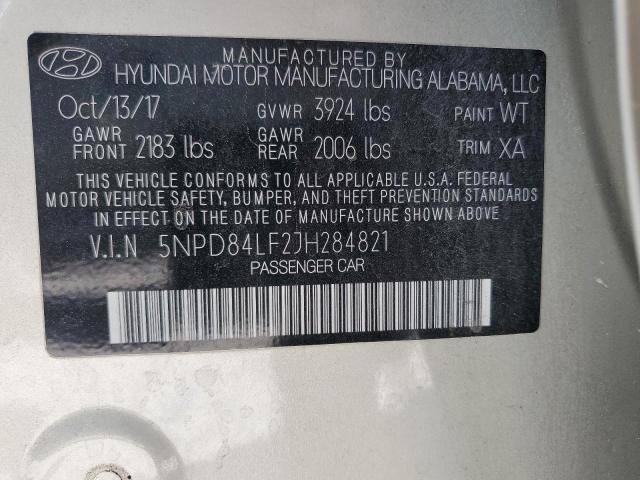 MANUFACTURED BY
HYUNDAI MOTOR MANUFACTURING ALABAMA, LLC
Oct/13/17 GVWR 3924 lbs PAINT WT
GAWR FRONT 2183 lbs GAWR REAR 2006 lbs TRIM XA
THIS VEHICLE CONFORMS TO ALL APPLICABLE U.S.A. FEDERAL
MOTOR VEHICLE SAFETY, BUMPER, AND THEFT PREVENTION STANDARDS
IN EFFECT ON THE DATE OF MANUFACTURE SHOWN ABOVE
V.I.N 5NPD84LF2JH284821
PASSENGER CAR